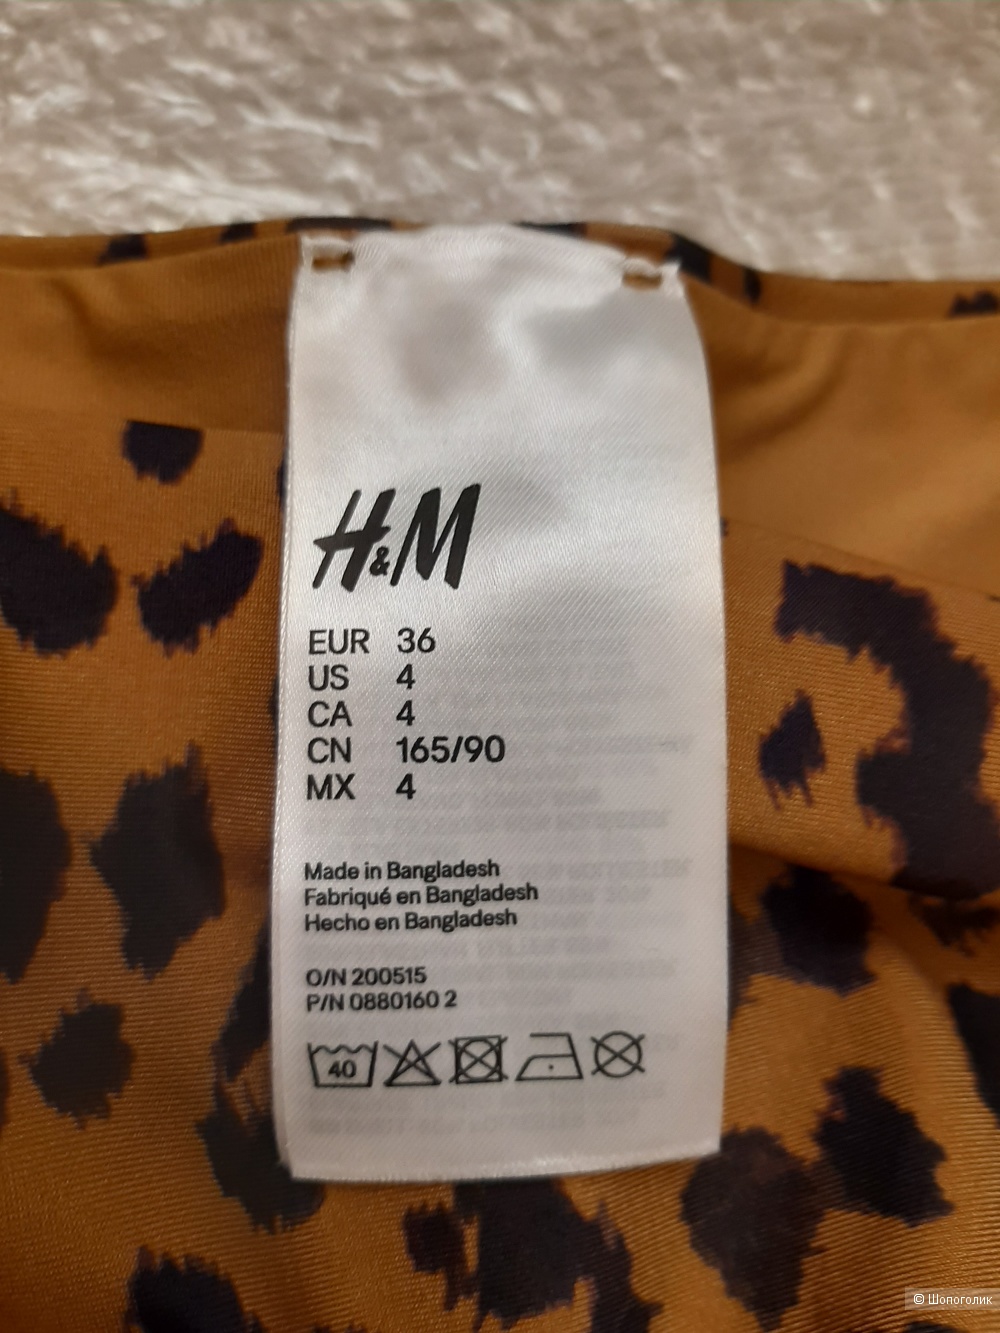 H&M
EUR 36
US 4
CA 4
CN 165/90
MX 4
Made in Bangladesh
Fabriqué en Bangladesh
Hecho en Bangladesh
O/N 200515
P/N 0880160 2
40
© Шопоголик